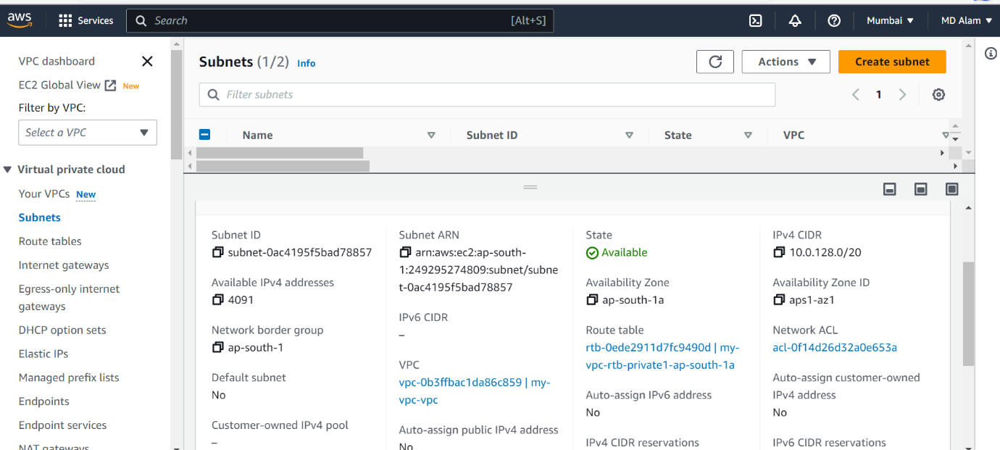 aws
Services
Search
[Alt+S]
Mumbai
MD Alam
VPC dashboard
EC2 Global View
New
Filter by VPC:
Select a VPC
Virtual private cloud
Your VPCs
New
Subnets
Route tables
Internet gateways
Egress-only internet
gateways
DHCP option sets
Elastic IPs
Managed prefix lists
Endpoints
Endpoint services
NAT gateways
Subnets (1/2)
Info
Actions
Create subnet
Filter subnets
1
Name
Subnet ID
State
VPC
Subnet ID
subnet-0ac4195f5bad78857
Available IPv4 addresses
4091
Network border group
ap-south-1
Default subnet
No
Customer-owned IPv4 pool
–
Subnet ARN
arn:aws:ec2:ap-south-
1:249295274809:subnet/subne
t-0ac4195f5bad78857
IPv6 CIDR
–
VPC
vpc-0b3ffbac1da86c859 | my-
vpc-vpc
Auto-assign public IPv4 address
No
State
Available
Availability Zone
ap-south-1a
Route table
rtb-0ede2911d7fc9490d | my-
vpc-rtb-private1-ap-south-1a
Auto-assign IPv6 address
No
IPv4 CIDR reservations
IPv4 CIDR
10.0.128.0/20
Availability Zone ID
aps1-az1
Network ACL
acl-0f14d26d32a0e653a
Auto-assign customer-owned
IPv4 address
No
IPv6 CIDR reservations